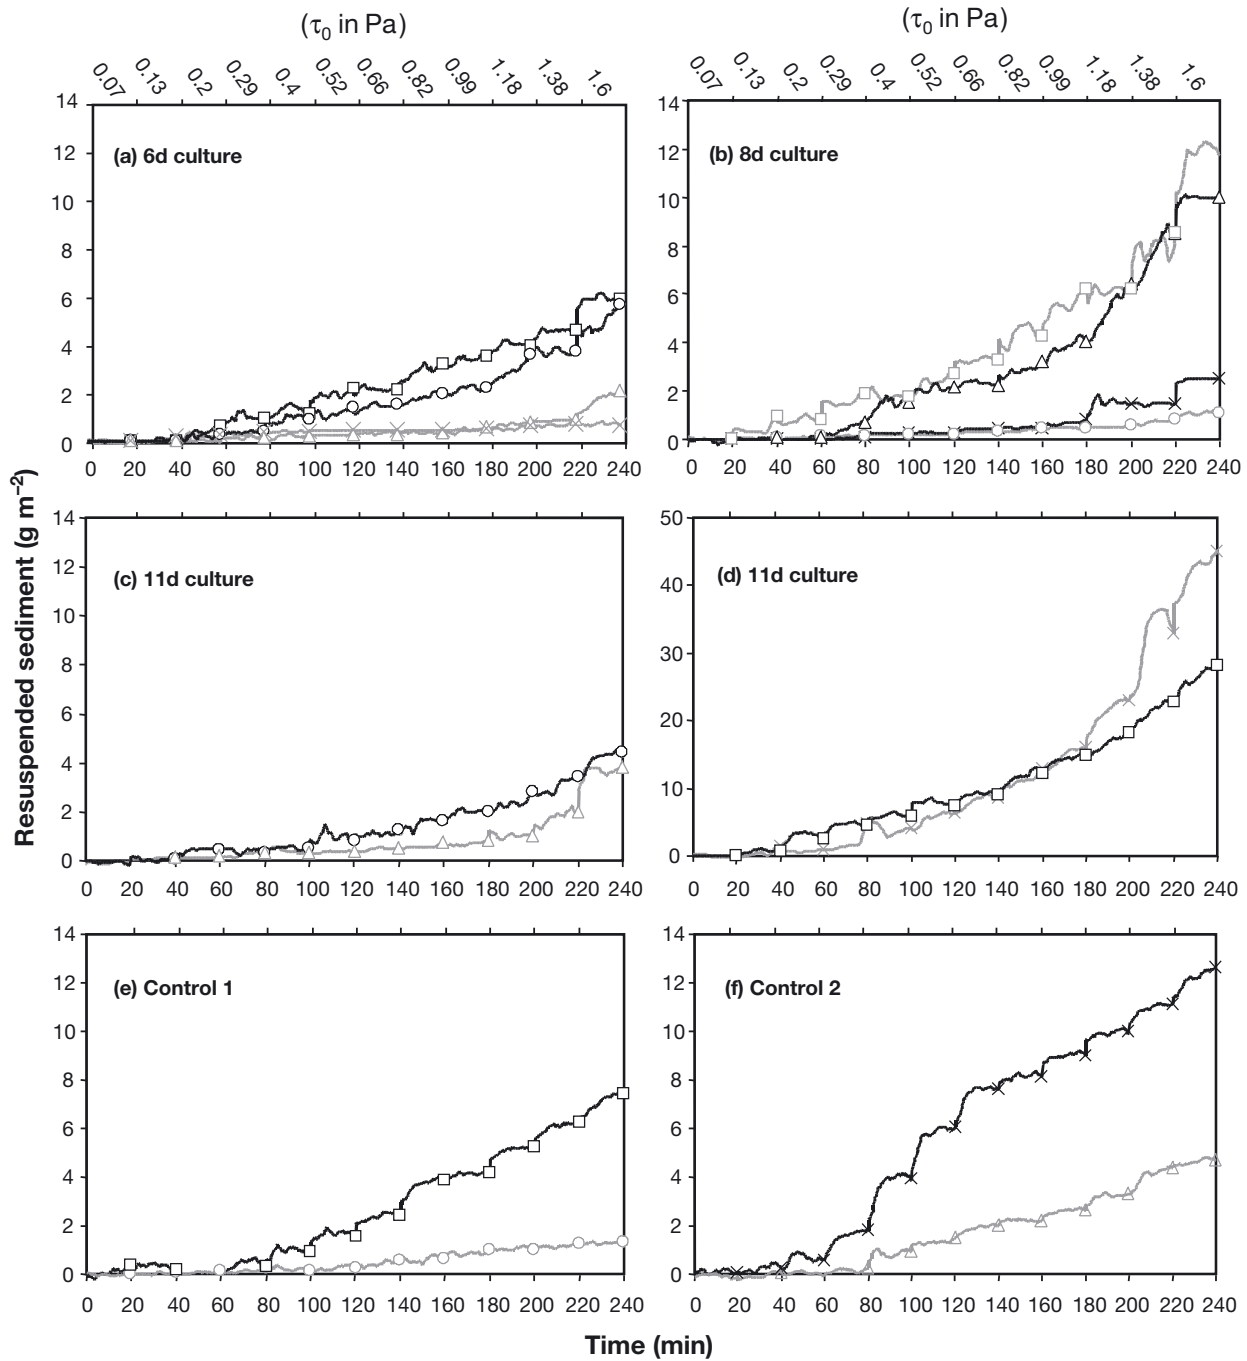 (τ0 in Pa)
(τ0 in Pa)
0.07 0.13 0.2 0.29 0.4 0.52 0.66 0.82 0.99 1.18 1.38 1.6
0.07 0.13 0.2 0.29 0.4 0.52 0.66 0.82 0.99 1.18 1.38 1.6
14
12
10
8
6
4
2
0
(a) 6d culture
0 20 40 60 80 100 120 140 160 180 200 220 240
14
12
10
8
6
4
2
0
(b) 8d culture
0 20 40 60 80 100 120 140 160 180 200 220 240
Resuspended sediment (g m–2)
14
12
10
8
6
4
2
0
(c) 11d culture
0 20 40 60 80 100 120 140 160 180 200 220 240
50
40
30
20
10
0
(d) 11d culture
0 20 40 60 80 100 120 140 160 180 200 220 240
14
12
10
8
6
4
2
0
(e) Control 1
0 20 40 60 80 100 120 140 160 180 200 220 240
14
12
10
8
6
4
2
0
(f) Control 2
0 20 40 60 80 100 120 140 160 180 200 220 240
Time (min)